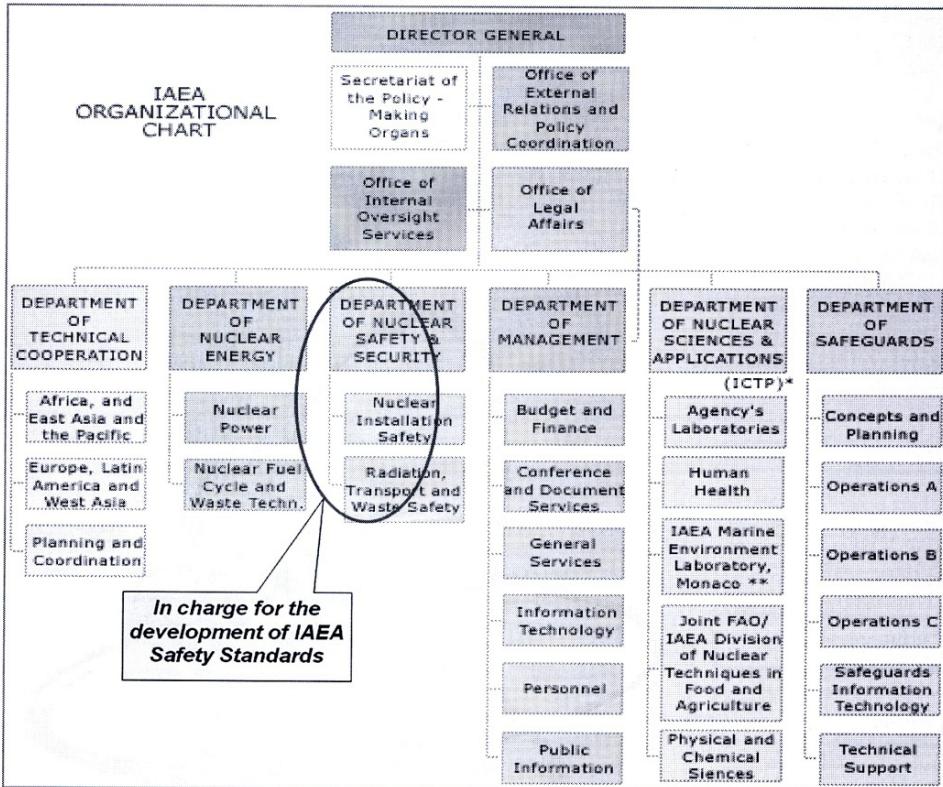 DIRECTOR GENERAL
IAEA
ORGANIZATIONAL
CHART
Secretariat of
the Policy -
Making
Organs
Office of
External
Relations and
Policy
Coordination
Office of
Internal
Oversight
Services
Office of
Legal
Affairs
DEPARTMENT
OF
TECHNICAL
COOPERATION
Africa, and
East Asia and
the Pacific
Europe, Latin
America and
West Asia
Planning and
Coordination
DEPARTMENT
OF
NUCLEAR
ENERGY
Nuclear
Power
Nuclear Fuel
Cycle and
Waste Techn.
DEPARTMENT
OF NUCLEAR
SAFETY &
SECURITY
Nuclear
Installation
Safety
Radiation,
Transport and
Waste Safety
In charge for the
development of IAEA
Safety Standards
DEPARTMENT
OF
MANAGEMENT
Budget and
Finance
Conference
and Document
Services
General
Services
Information
Technology
Personnel
Public
Information
DEPARTMENT
OF NUCLEAR
SCIENCES &
APPLICATIONS
(ICTP)*
Agency's
Laboratories
Human
Health
IAEA Marine
Environment
Laboratory,
Monaco **
Joint FAO/
IAEA Division
of Nuclear
Techniques in
Food and
Agriculture
Physical and
Chemical
Siences
DEPARTMENT
OF
SAFEGUARDS
Concepts and
Planning
Operations A
Operations B
Operations C
Safeguards
Information
Technology
Technical
Support